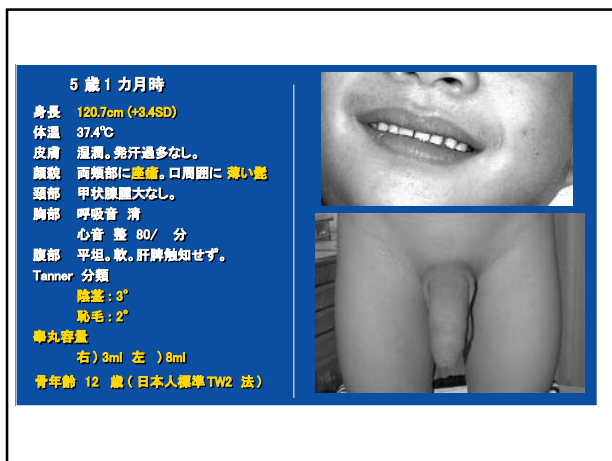 5 歳1 カ月時
身長 120.7cm (+3.4SD)
体温 37.4℃
皮膚 湿潤。発汗過多なし。
顔貌 両頬部に座瘡。口周囲に 薄い髭
頸部 甲状腺腫大なし。
胸部 呼吸音 清
心音 整 80/ 分
腹部 平坦。軟。肝脾触知せず。
Tanner 分類
陰茎：3°
恥毛：2°
睾丸容量
右) 3ml 左 ) 8ml
骨年齢 12 歳 ( 日本人標準TW2 法 )